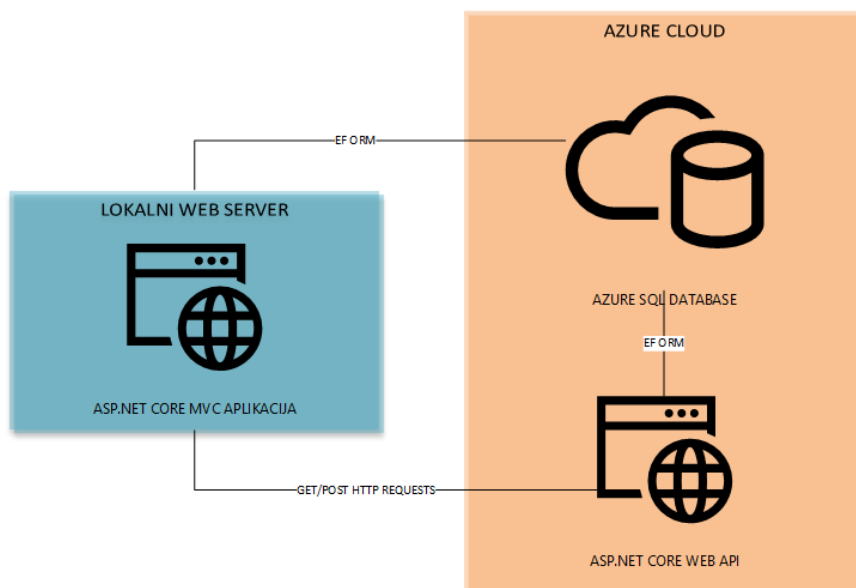 AZURE CLOUD
EF ORM
LOKALNI WEB SERVER
AZURE SQL DATABASE
EF ORM
ASP.NET CORE MVC APLIKACIJA
GET/POST HTTP REQUESTS
ASP.NET CORE WEB API